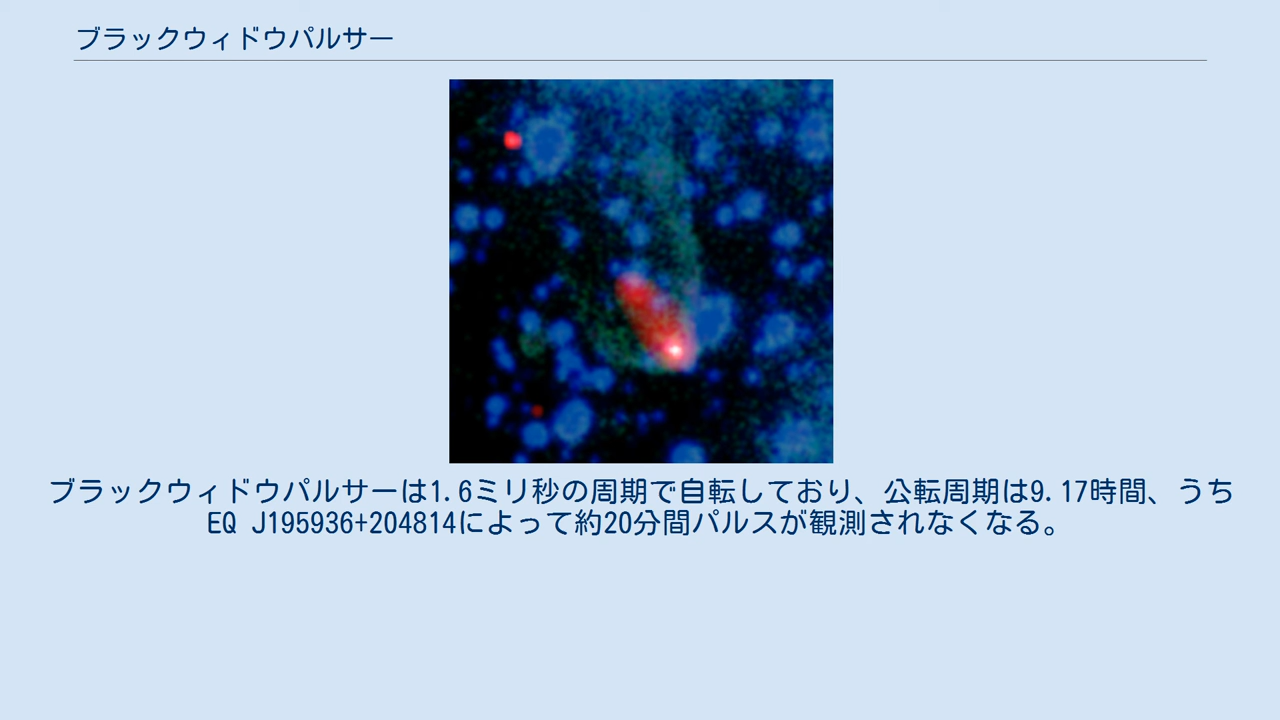 ブラックウィドウパルサー
ブラックウィドウパルサーは1.6ミリ秒の周期で自転しており、公転周期は9.17時間、うち
EQ J195936+204814によって約20分間パルスが観測されなくなる。